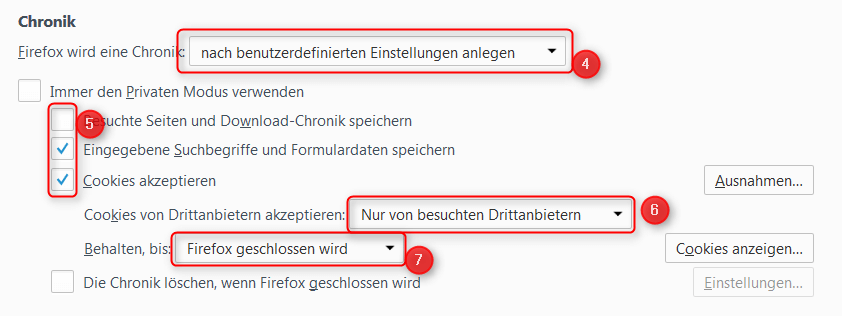 Chronik
Firefox wird eine Chronik: nach benutzerdefinierten Einstellungen anlegen
4
Immer den Privaten Modus verwenden
5
esuchte Seiten und Download-Chronik speichern
Eingegebene Suchbegriffe und Formulardaten speichern
Cookies akzeptieren Ausnahmen...
Cookies von Drittanbietern akzeptieren: Nur von besuchten Drittanbietern 6
Behalten, bis: Firefox geschlossen wird 7 Cookies anzeigen...
Die Chronik löschen, wenn Firefox geschlossen wird Einstellungen...